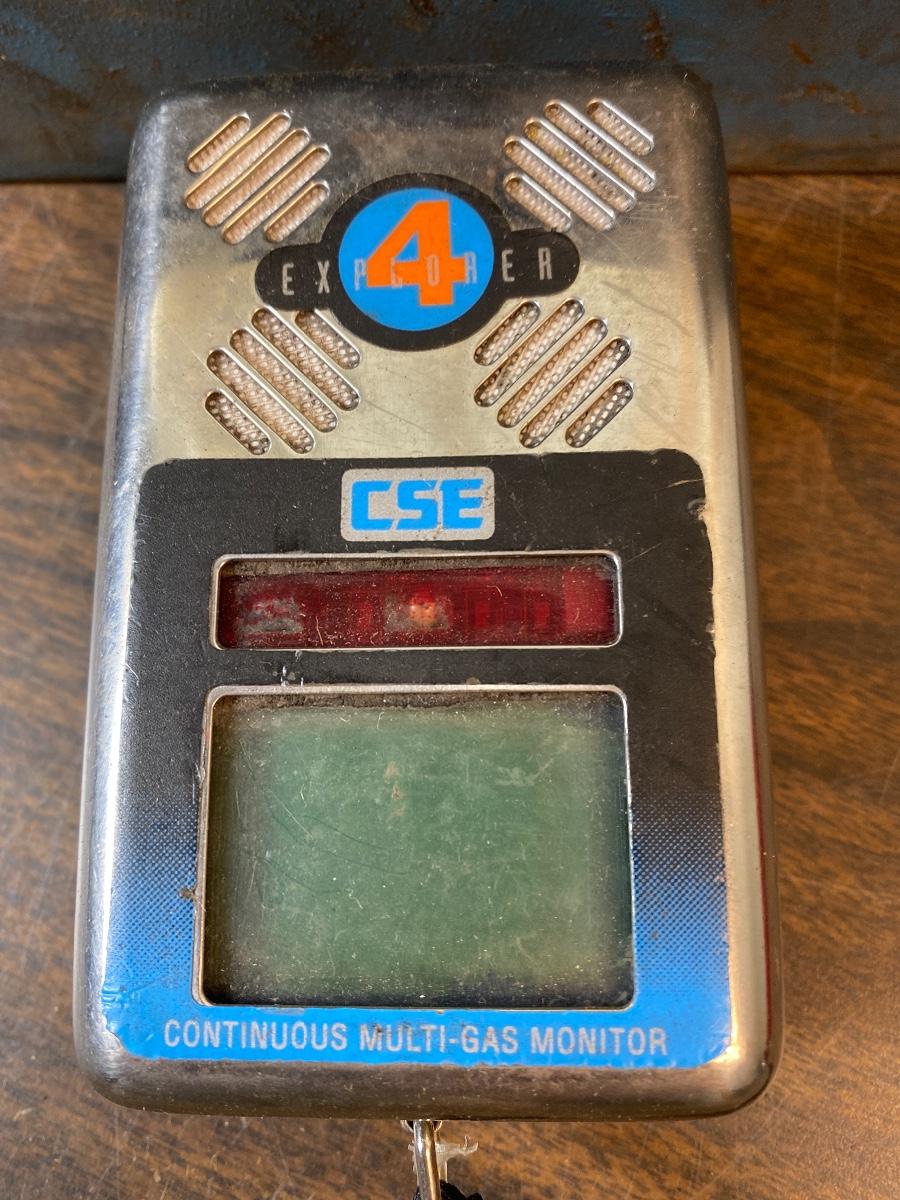 4
EXPLORER
CSE
CONTINUOUS MULTI-GAS MONITOR